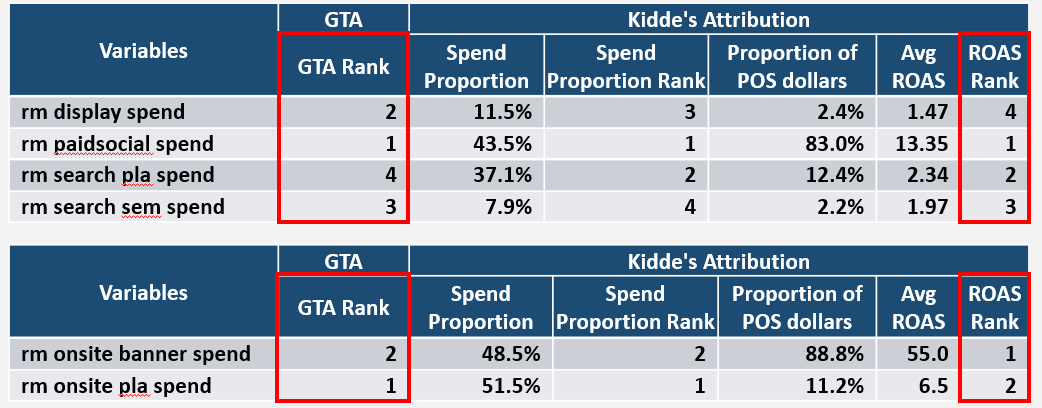 Variables GTA Kidde's Attribution
GTA Rank Spend Proportion Spend Proportion Rank Proportion of POS dollars Avg ROAS ROAS Rank
rm display spend 2 11.5% 3 2.4% 1.47 4
rm paidsocial spend 1 43.5% 1 83.0% 13.35 1
rm search pla spend 4 37.1% 2 12.4% 2.34 2
rm search sem spend 3 7.9% 4 2.2% 1.97 3
Variables GTA Kidde's Attribution
GTA Rank Spend Proportion Spend Proportion Rank Proportion of POS dollars Avg ROAS ROAS Rank
rm onsite banner spend 2 48.5% 2 88.8% 55.0 1
rm onsite pla spend 1 51.5% 1 11.2% 6.5 2